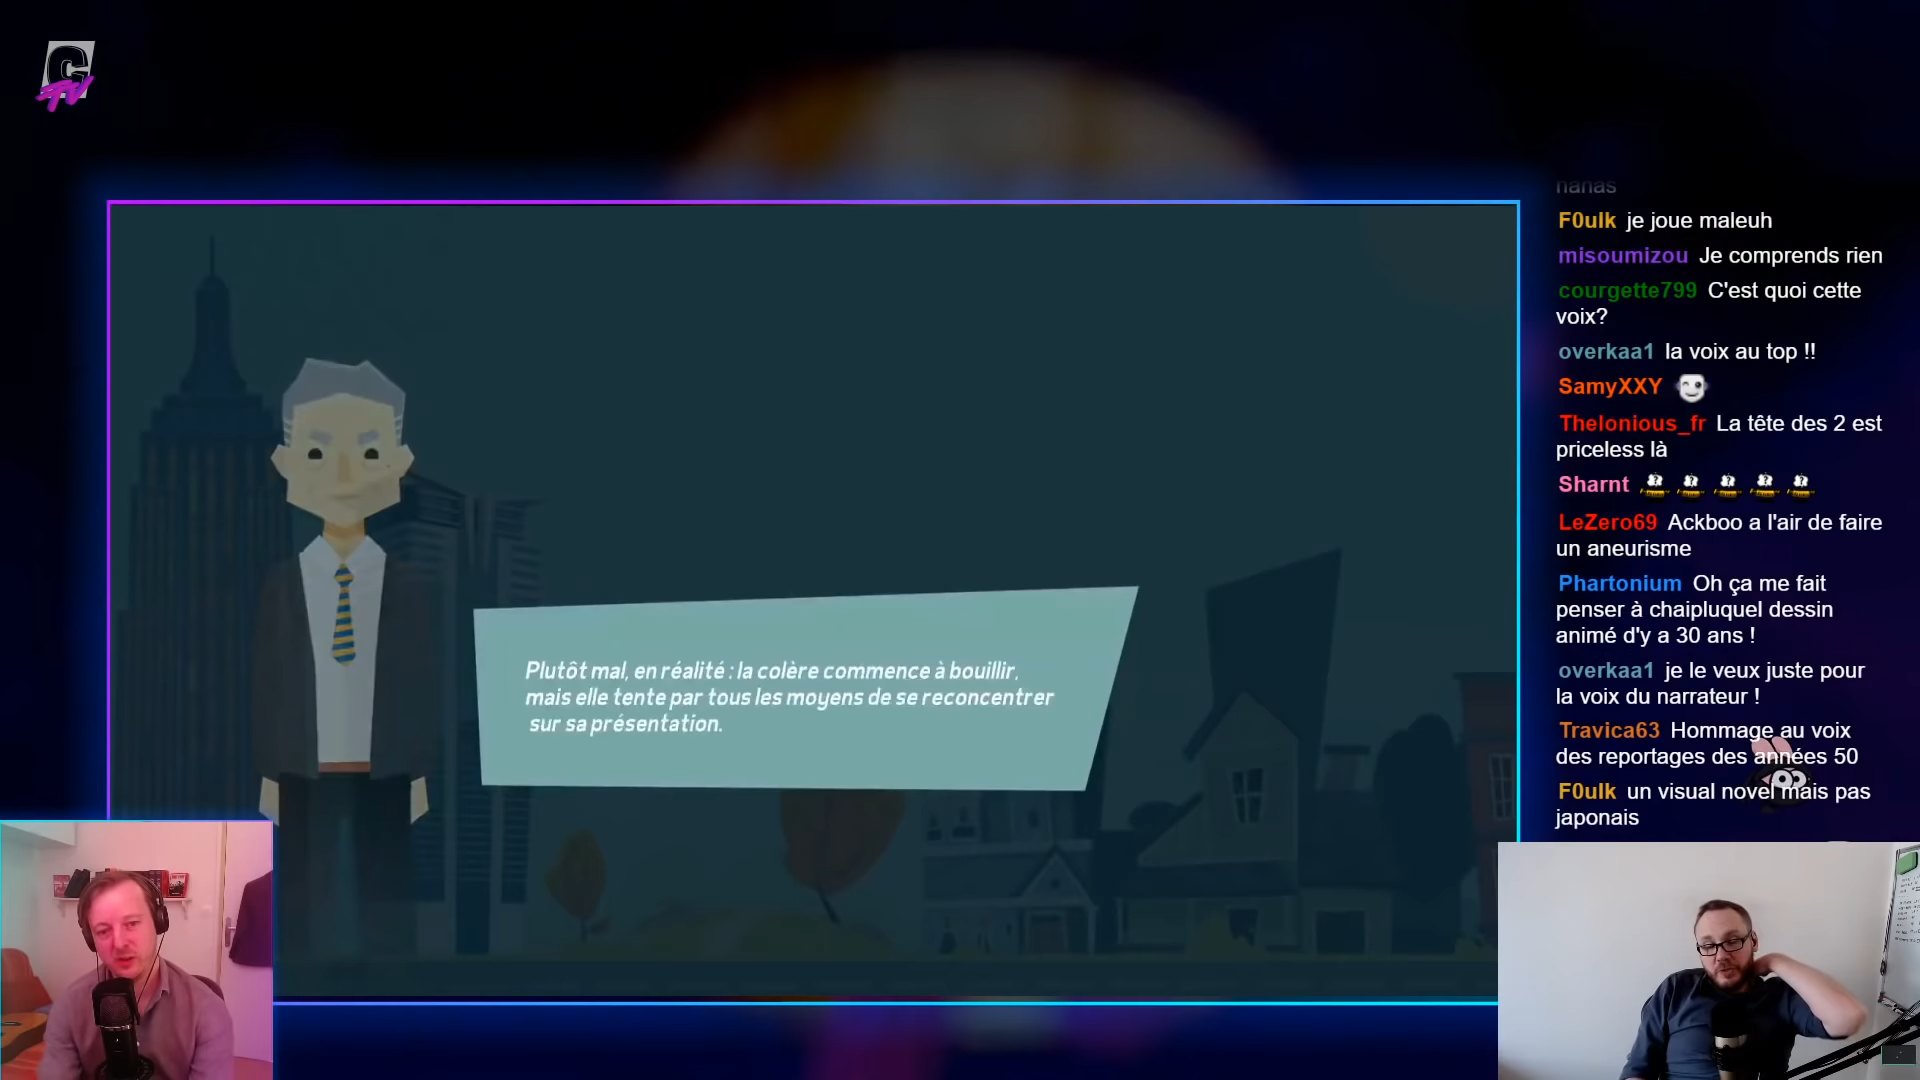 C
TV
nanas
F0ulk je joue maleuh
misoumizou Je comprends rien
courgette799 C'est quoi cette
voix?
overkaa1 la voix au top !!
SamyXXY
Thelonious_fr La tête des 2 est
priceless là
Sharnt
LeZero69 Ackboo a l'air de faire
un aneurisme
Phartonium Oh ça me fait
penser à chaipluquel dessin
animé d'y a 30 ans !
overkaa1 je le veux juste pour
la voix du narrateur !
Travica63 Hommage au voix
des reportages des années 50
F0ulk un visual novel mais pas
japonais
Plutôt mal, en réalité : la colère commence à bouillir,
mais elle tente par tous les moyens de se reconcentrer
sur sa présentation.